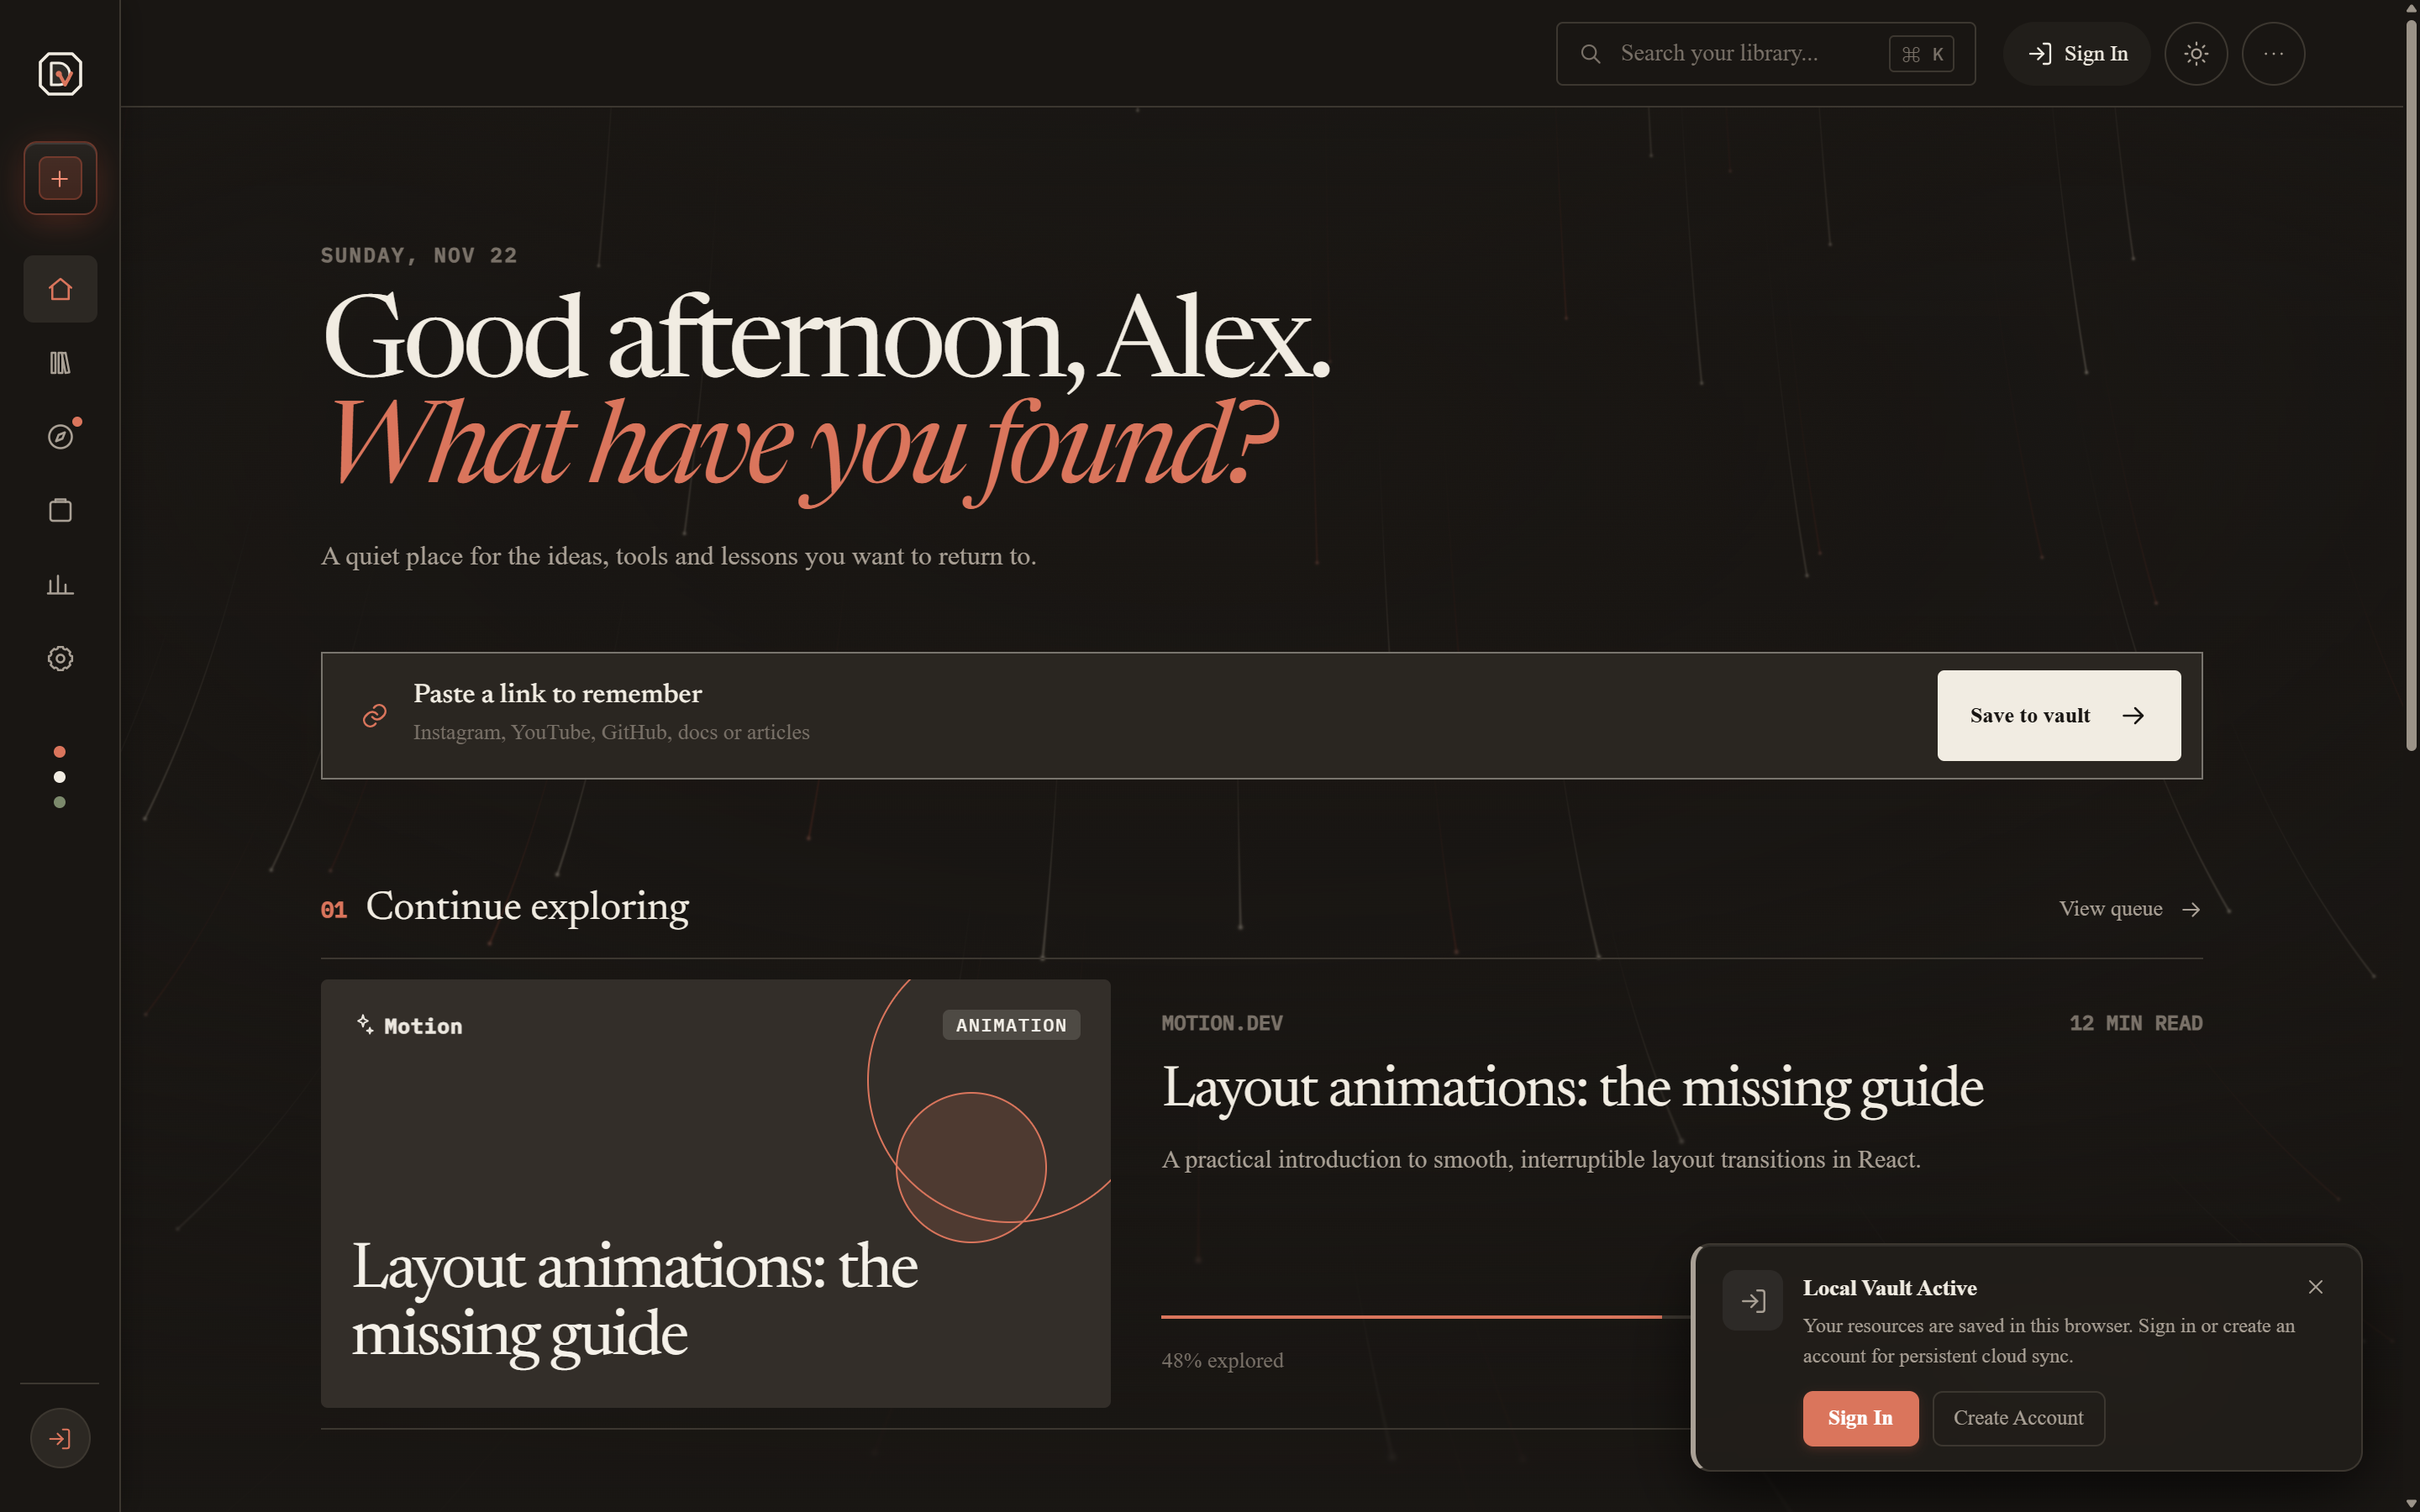 Search your library...
⌘ K
Sign In
SUNDAY, NOV 22
Good afternoon, Alex.
What have you found?
A quiet place for the ideas, tools and lessons you want to return to.
Paste a link to remember
Instagram, YouTube, GitHub, docs or articles
Save to vault
01 Continue exploring
View queue
Motion
ANIMATION
Layout animations: the
missing guide
MOTION.DEV
12 MIN READ
Layout animations: the missing guide
A practical introduction to smooth, interruptible layout transitions in React.
48% explored
Local Vault Active
Your resources are saved in this browser. Sign in or create an
account for persistent cloud sync.
Sign In
Create Account